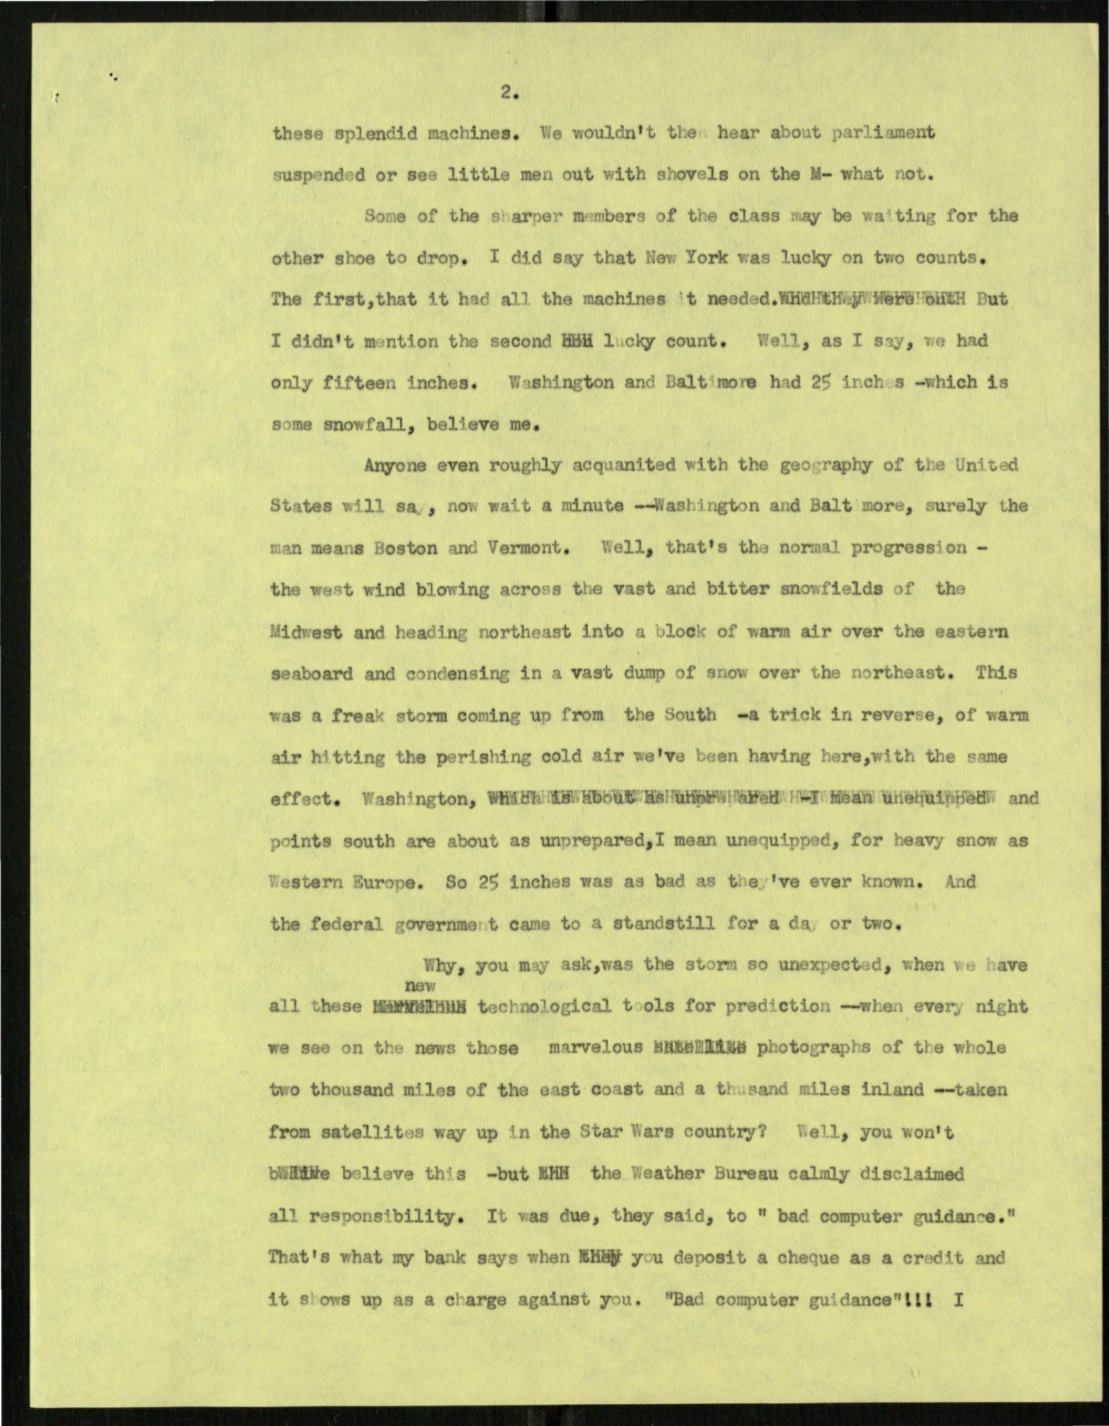 2.
these splendid machines. We wouldn't then hear about parliament
suspended or see little men out with shovels on the M- what not.
Some of the sharper members of the class may be waiting for the
other shoe to drop. I did say that New York was lucky on two counts.
The first,that it had all the machines it needed. But
I didn't mention the second lucky count. Well, as I say, we had
only fifteen inches. Washington and Baltimore had 25 inches -which is
some snowfall, believe me.
Anyone even roughly acquanited with the geography of the United
States will say, now wait a minute --Washington and Baltimore, surely the
man means Boston and Vermont. Well, that's the normal progression -
the west wind blowing across the vast and bitter snowfields of the
Midwest and heading northeast into a block of warm air over the eastern
seaboard and condensing in a vast dump of snow over the northeast. This
was a freak storm coming up from the South -a trick in reverse, of warm
air hitting the perishing cold air we've been having here,with the same
effect. Washington, which is about as unprepared -I mean unequipped and
points south are about as unprepared,I mean unequipped, for heavy snow as
Western Europe. So 25 inches was as bad as they've ever known. And
the federal government came to a standstill for a day or two.
Why, you may ask,was the storm so unexpected, when we have
new
all these technological tools for prediction --when every night
we see on the news those marvelous satellite photographs of the whole
two thousand miles of the east coast and a thusand miles inland --taken
from satellites way up in the Star Wars country? Well, you won't
believe this -but the Weather Bureau calmly disclaimed
all responsibility. It was due, they said, to " bad computer guidance."
That's what my bank says when they you deposit a cheque as a credit and
it shows up as a charge against you. "Bad computer guidance"!!! I